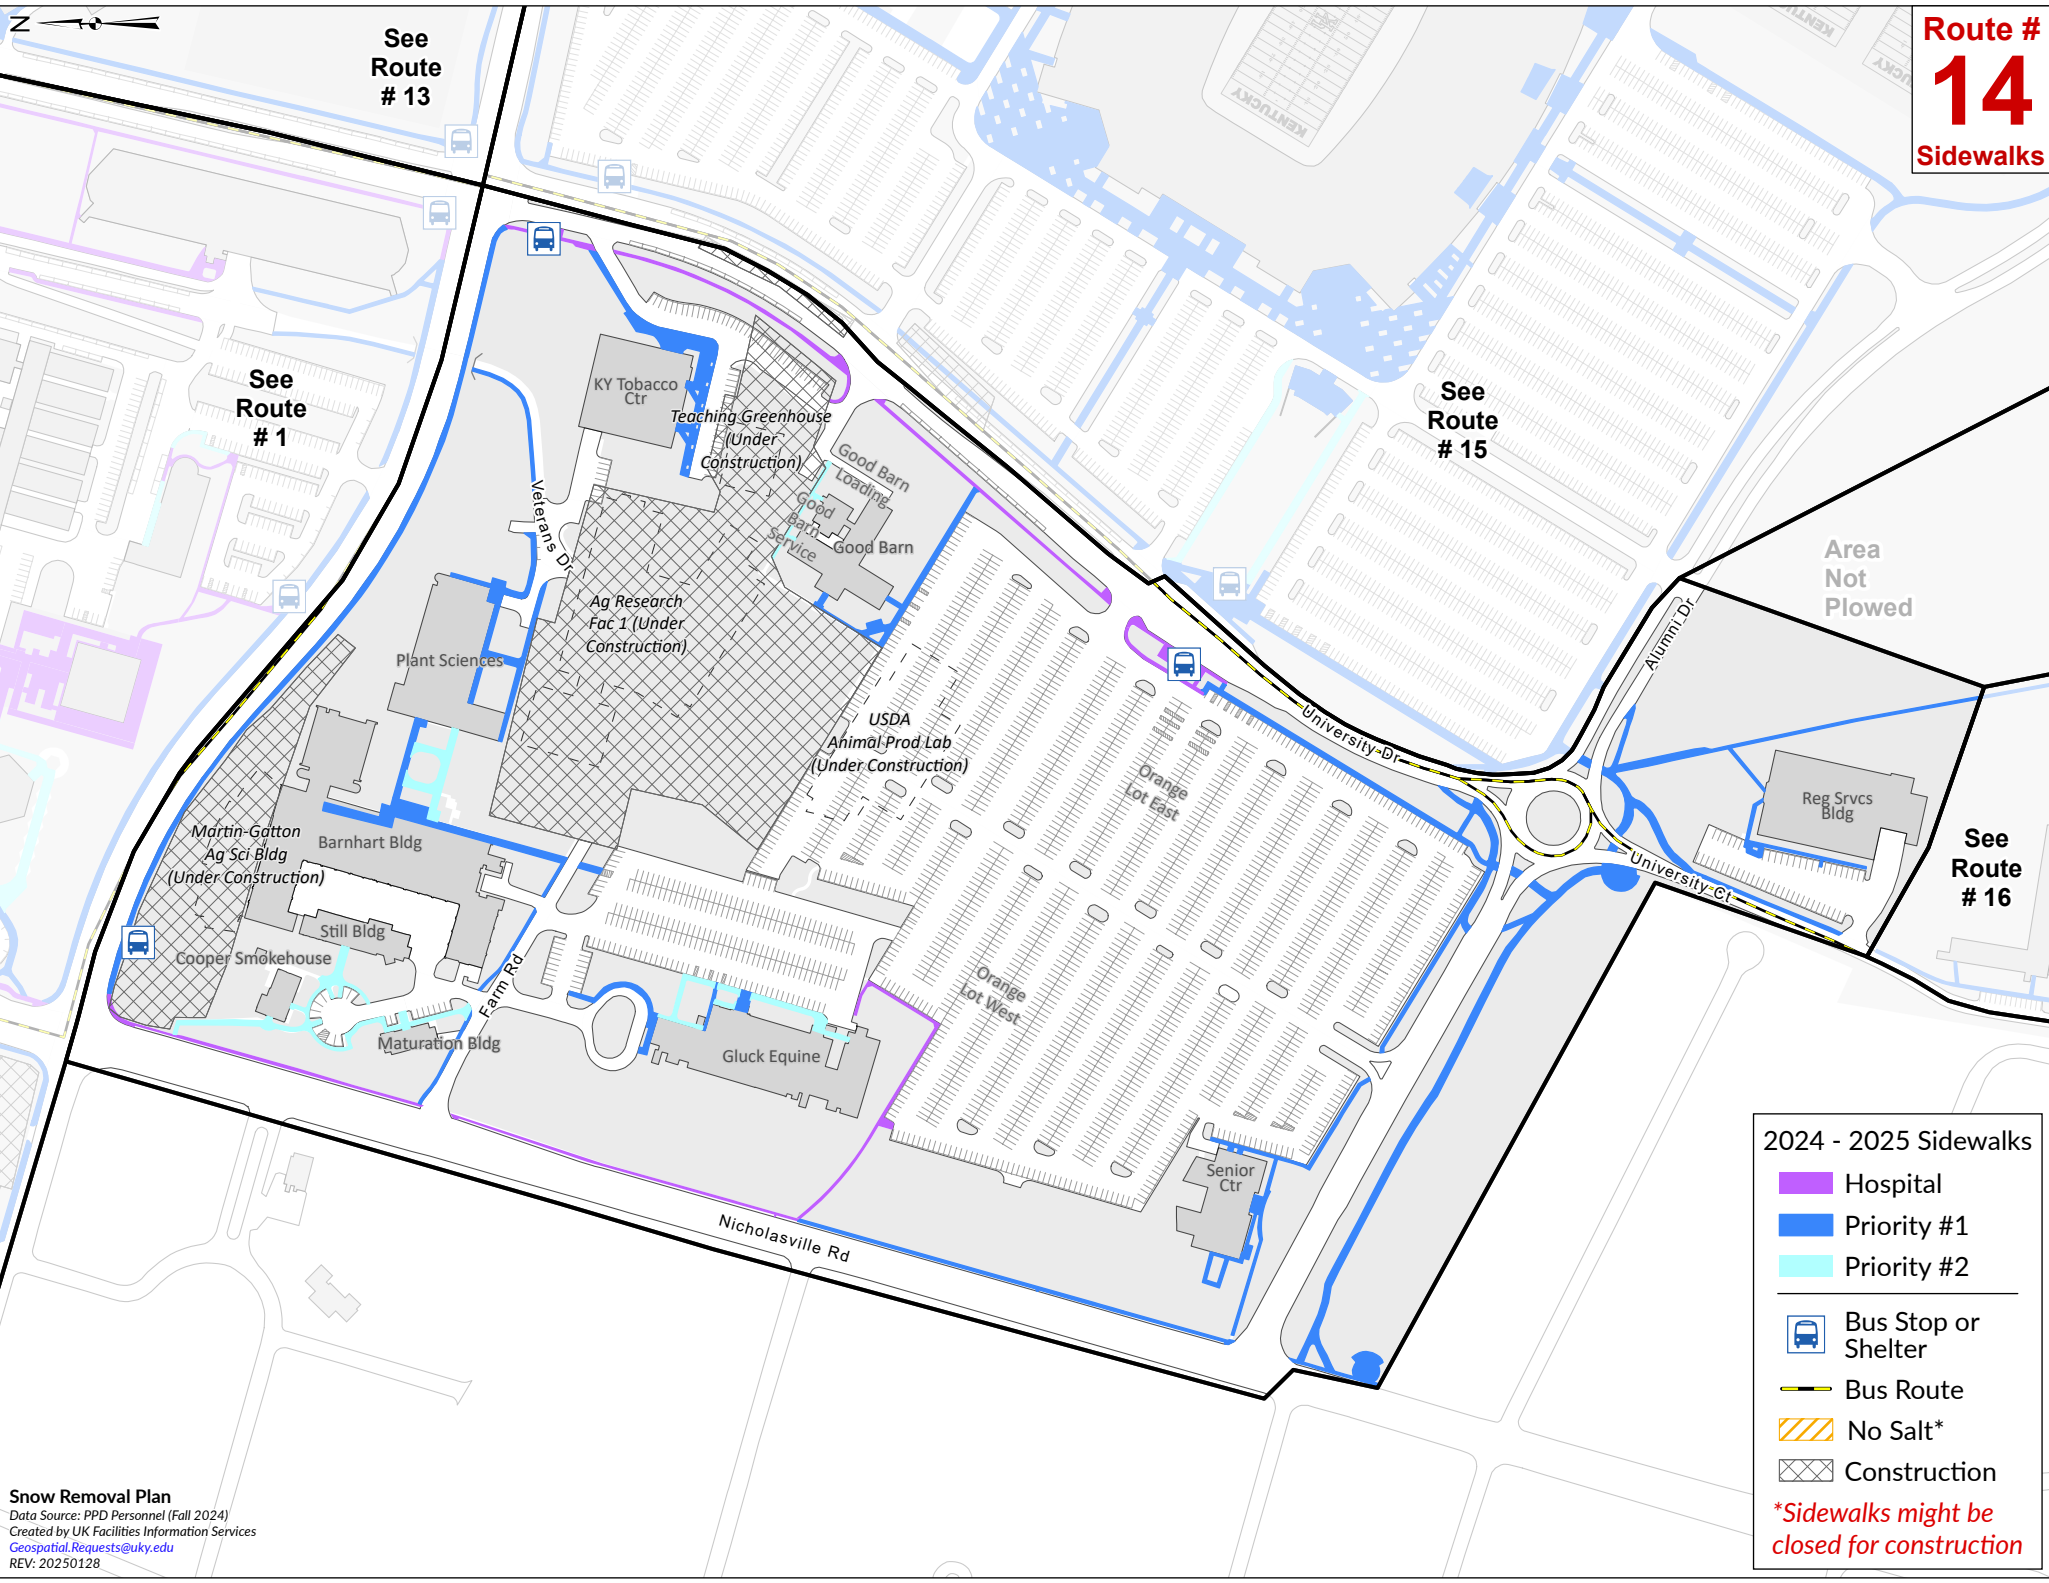 N
See
Route
# 13
Route #
14
Sidewalks
KENTUCKY
KENTUCKY
KENTUCKY
See
Route
# 1
See
Route
# 15
KY Tobacco
Ctr
Teaching Greenhouse
(Under
Construction)
Good Barn
Loading
Good
Barn
Service
Good Barn
Veterans Dr
Ag Research
Fac 1 (Under
Construction)
Area
Not
Plowed
Alumni Dr
Plant Sciences
USDA
Animal Prod Lab
(Under Construction)
University Dr
Orange
Lot East
Reg Srvcs
Bldg
Martin-Gatton
Ag Sci Bldg
(Under Construction)
Barnhart Bldg
University Ct
See
Route
# 16
Still Bldg
Cooper Smokehouse
Farm Rd
Orange
Lot West
Maturation Bldg
Gluck Equine
Senior
Ctr
Nicholasville Rd
2024 - 2025 Sidewalks
Hospital
Priority #1
Priority #2
Bus Stop or
Shelter
Bus Route
No Salt*
Construction
*Sidewalks might be
closed for construction
Snow Removal Plan
Data Source: PPD Personnel (Fall 2024)
Created by UK Facilities Information Services
Geospatial.Requests@uky.edu
REV: 20250128